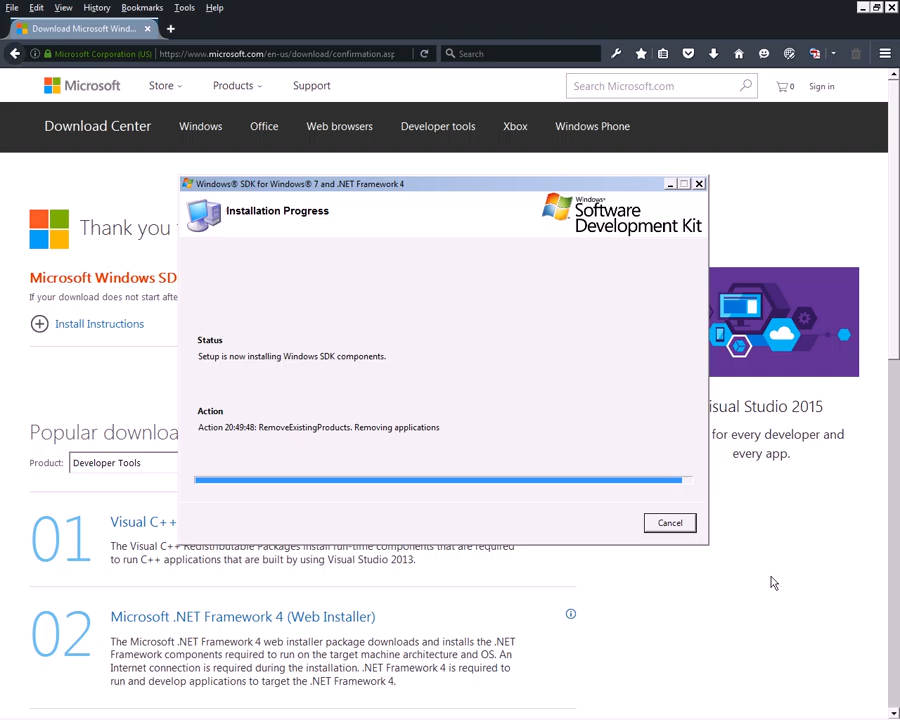 File Edit View History Bookmarks Tools Help
Download Microsoft Wind...
Microsoft Corporation (US) https://www.microsoft.com/en-us/download/confirmation.asp
Search
Microsoft
Store
Products
Support
Search Microsoft.com
0
Sign in
Download Center
Windows
Office
Web browsers
Developer tools
Xbox
Windows Phone
Windows® SDK for Windows® 7 and .NET Framework 4
Installation Progress
Windows®
Software
Development Kit
Thank you
Microsoft Windows SD
If your download does not start after
Install Instructions
Status
Setup is now installing Windows SDK components.
Action
Action 20:49:48: RemoveExistingProducts. Removing applications
Cancel
isual Studio 2015
for every developer and
every app.
Popular downloa
Product: Developer Tools
01
Visual C++
The Visual C++ Redistributable Packages install run-time components that are required
to run C++ applications that are built by using Visual Studio 2013.
02
Microsoft .NET Framework 4 (Web Installer)
The Microsoft .NET Framework 4 web installer package downloads and installs the .NET
Framework components required to run on the target machine architecture and OS. An
Internet connection is required during the installation. .NET Framework 4 is required to
run and develop applications to target the .NET Framework 4.